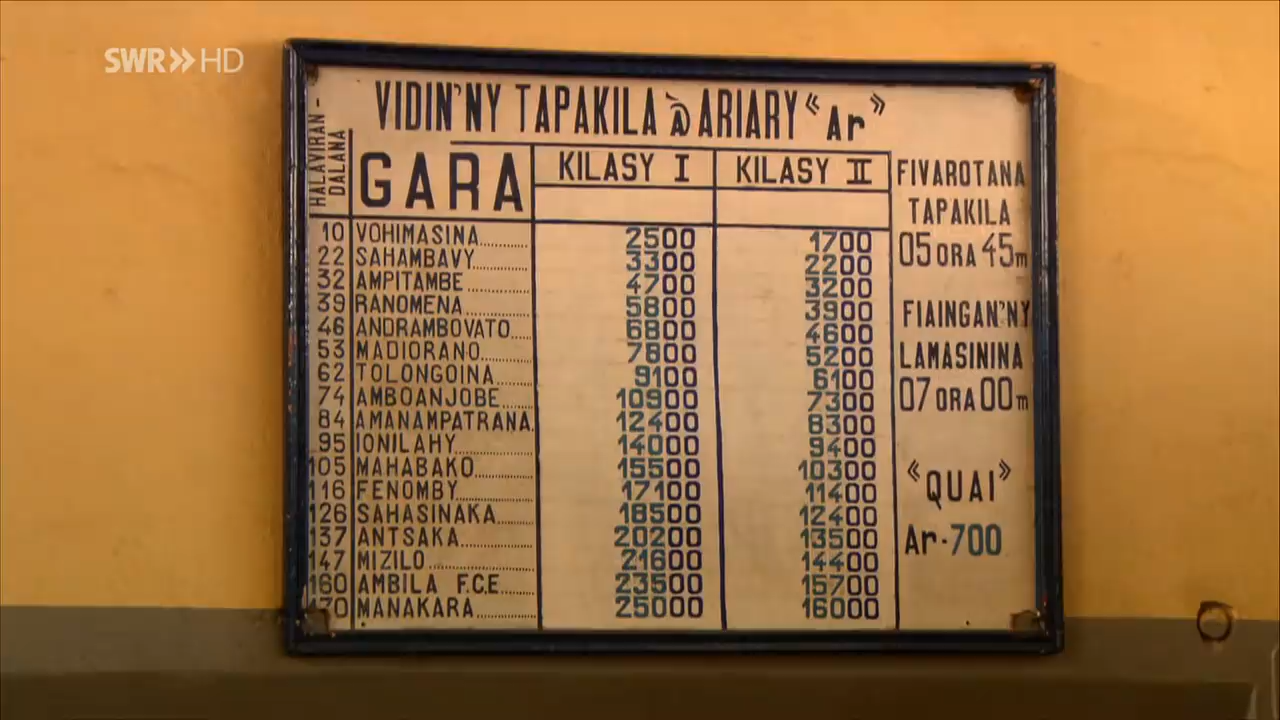 SWR>> HD
VIDIN'NY TAPAKILA @̀ ARIARY «Ar»
HALAVIRAN-
DALANA
GARA
KILASY I
KILASY II
10 VOHIMASINA 2500 1700
22 SAHAMBAVY 3300 2200
32 AMPITAMBE 4700 3200
39 RANOMENA 5800 3900
46 ANDRAMBOVATO 6800 4600
53 MADIORANO 7800 5200
62 TOLONGOINA 9100 6100
74 AMBOANJOBE 10900 7300
84 AMANAMPATRANA 12400 8300
95 IONILAHY 14000 9400
105 MAHABAKO 15500 10300
116 FENOMBY 17100 11400
126 SAHASINAKA 18500 12400
137 ANTSAKA 20200 13500
147 MIZILO 21600 14400
160 AMBILA F.C.E. 23500 15700
170 MANAKARA 25000 16000
FIVAROTANA
TAPAKILA
05 ORA 45m
FIAINGAN'NY
LAMASININA
07 ORA 00m
«QUAI»
Ar-700